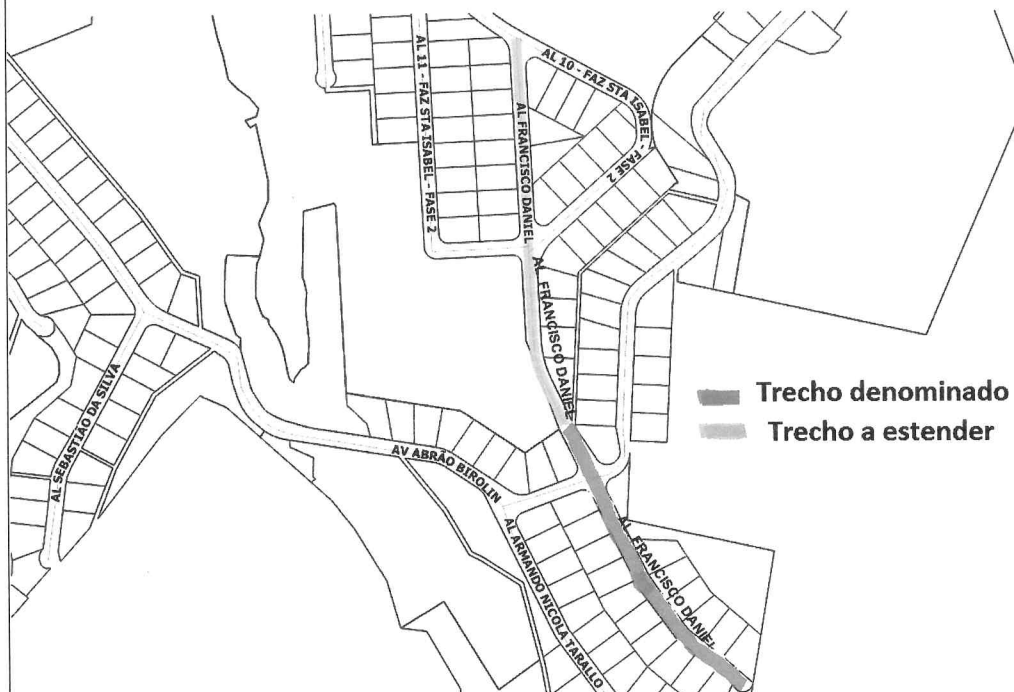 AL 11 - FAZ STA ISABEL - FASE 2
AL FRANCISCO DANIEL
AL 10 - FAZ STA ISABEL - FASE 2
AL FRANCISCO DANIEL
Trecho denominado
Trecho a estender
AL SEBASTIÃO DA SILVA
AV ABRÃO BIROLIN
AL ARMANDO NICOLA TARALLO
AL FRANCISCO DANIEL